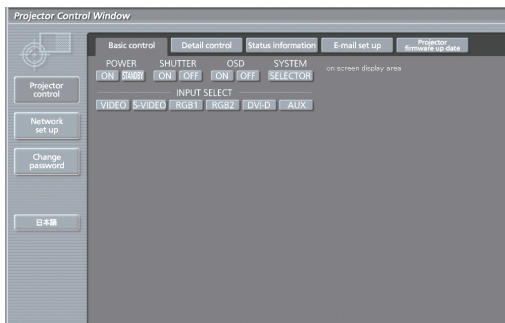 Projector Control Window
Basic control Detail control Status information E-mail set up Projector firmware up date
POWER SHUTTER OSD SYSTEM
on screen display area
ON STANDBY ON OFF ON OFF SELECTOR
INPUT SELECT
VIDEO S-VIDEO RGB1 RGB2 DVI-D AUX
Projector control
Network set up
Change password
日本語